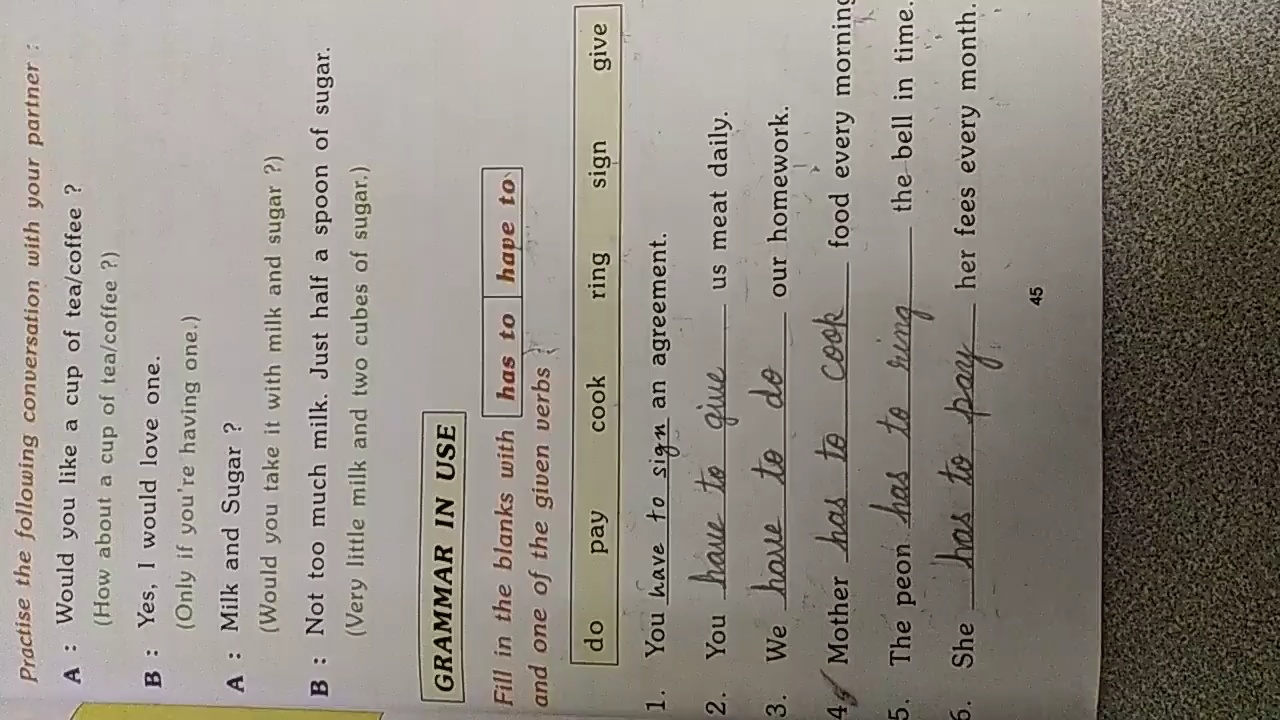 Practise the following conversation with your partner :
A : Would you like a cup of tea/coffee ?
(How about a cup of tea/coffee ?)
B : Yes, I would love one.
(Only if you're having one.)
A : Milk and Sugar ?
(Would you take it with milk and sugar ?)
B : Not too much milk. Just half a spoon of sugar.
(Very little milk and two cubes of sugar.)
GRAMMAR IN USE
Fill in the blanks with has to have to
and one of the given verbs :
do pay cook ring sign give
1. You have to sign an agreement.
2. You have to give us meat daily.
3. We have to do our homework.
4. Mother has to cook food every morning
5. The peon has to ring the bell in time.
6. She has to pay her fees every month.
45